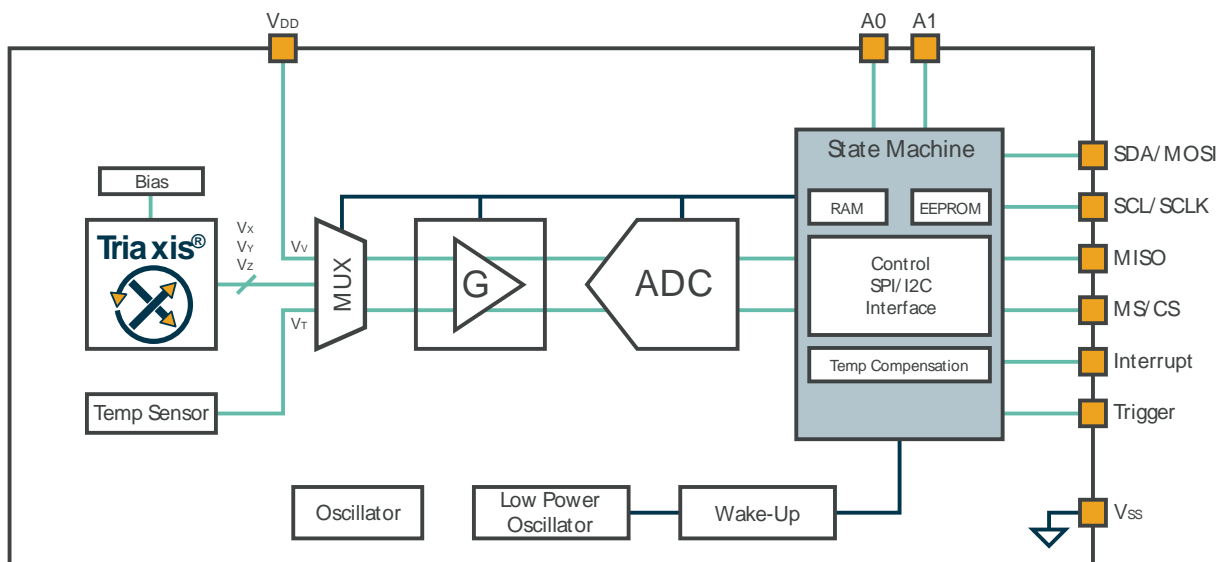 VDD
A0
A1
State Machine
SDA/MOSI
Bias
RAM
EEPROM
SCL/SCLK
Triaxis®
VX
VY
VZ
VV
MUX
G
ADC
Control
SPI/I2C
Interface
MISO
MS/CS
VT
Temp Compensation
Interrupt
Temp Sensor
Trigger
Oscillator
Low Power
Oscillator
Wake-Up
VSS